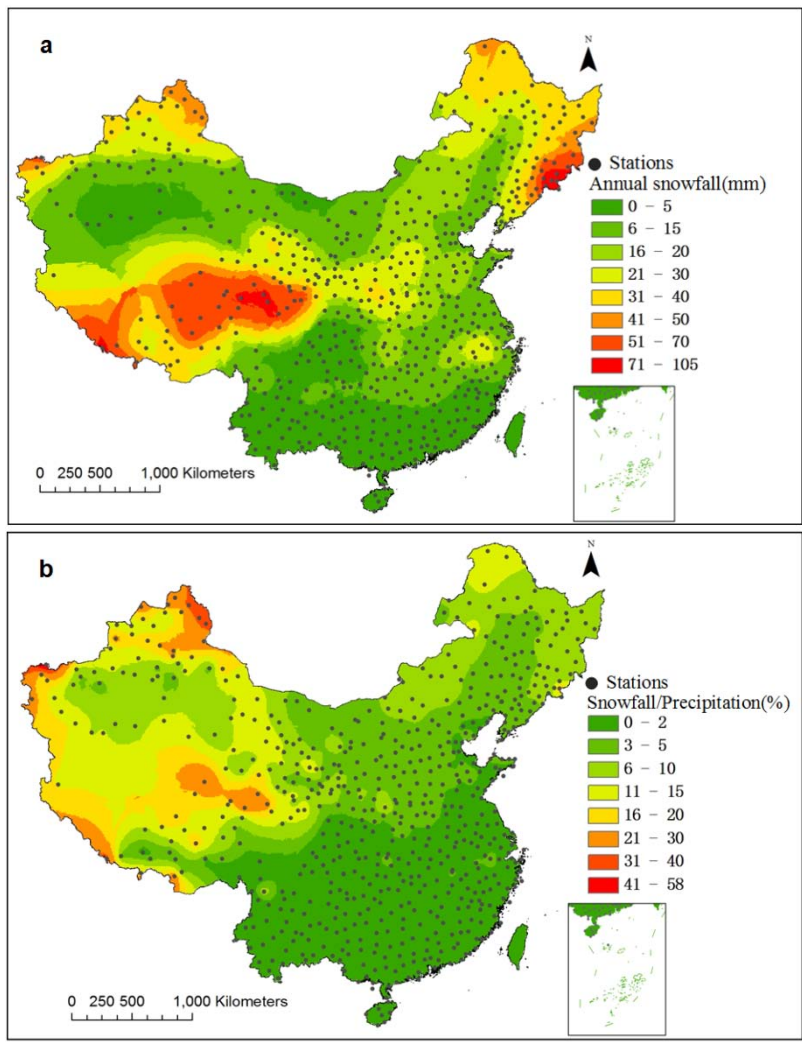 a
N
Stations
Annual snowfall(mm)
0 – 5
6 – 15
16 – 20
21 – 30
31 – 40
41 – 50
51 – 70
71 – 105
0 250 500 1,000 Kilometers
b
N
Stations
Snowfall/Precipitation(%)
0 – 2
3 – 5
6 – 10
11 – 15
16 – 20
21 – 30
31 – 40
41 – 58
0 250 500 1,000 Kilometers